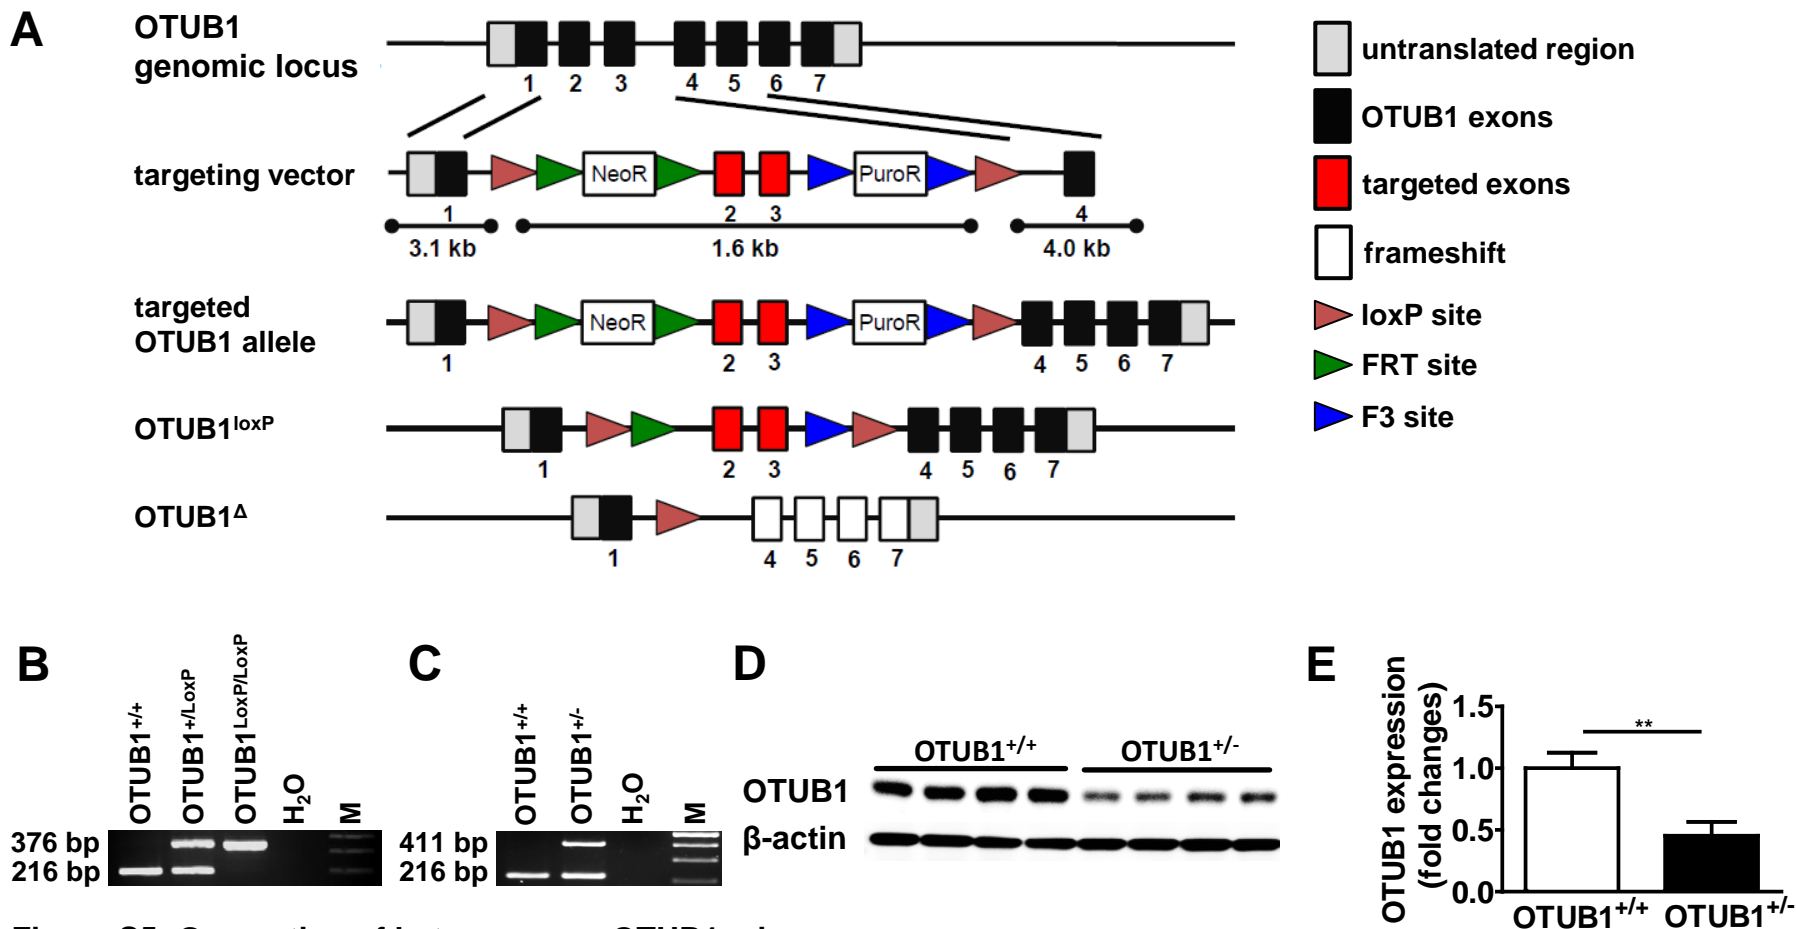 A
OTUB1
genomic locus
1 2 3 4 5 6 7
untranslated region
OTUB1 exons
targeted exons
frameshift
loxP site
FRT site
F3 site
targeting vector
NeoR PuroR
1 2 3 4
3.1 kb 1.6 kb 4.0 kb
targeted
OTUB1 allele
NeoR PuroR
1 2 3 4 5 6 7
OTUB1loxP
1 2 3 4 5 6 7
OTUB1Δ
1 4 5 6 7
B
OTUB1+/+
OTUB1+/LoxP
OTUB1LoxP/LoxP
H2O
M
376 bp
216 bp
C
OTUB1+/+
OTUB1+/-
H2O
M
411 bp
216 bp
D
OTUB1+/+ OTUB1+/-
OTUB1
β-actin
E
OTUB1 expression
(fold changes)
1.5
1.0
0.5
0.0
**
OTUB1+/+ OTUB1+/-